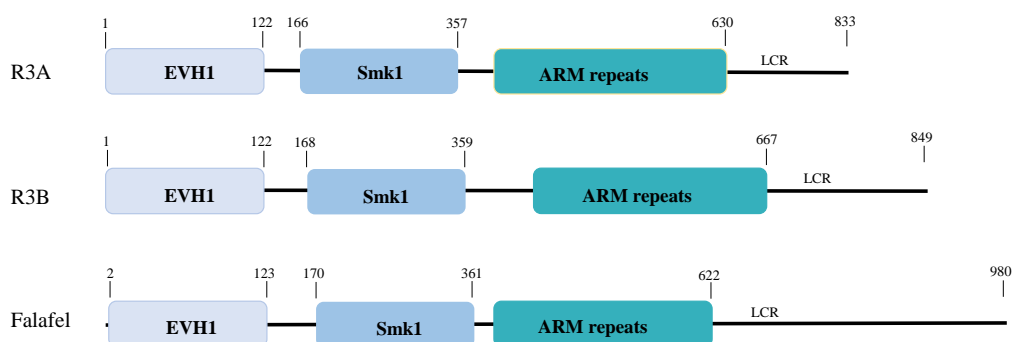 1 122 166 357 630 833
LCR
R3A EVH1 Smk1 ARM repeats
1 122 168 359 667 849
LCR
R3B EVH1 Smk1 ARM repeats
2 123 170 361 622 980
LCR
Falafel EVH1 Smk1 ARM repeats